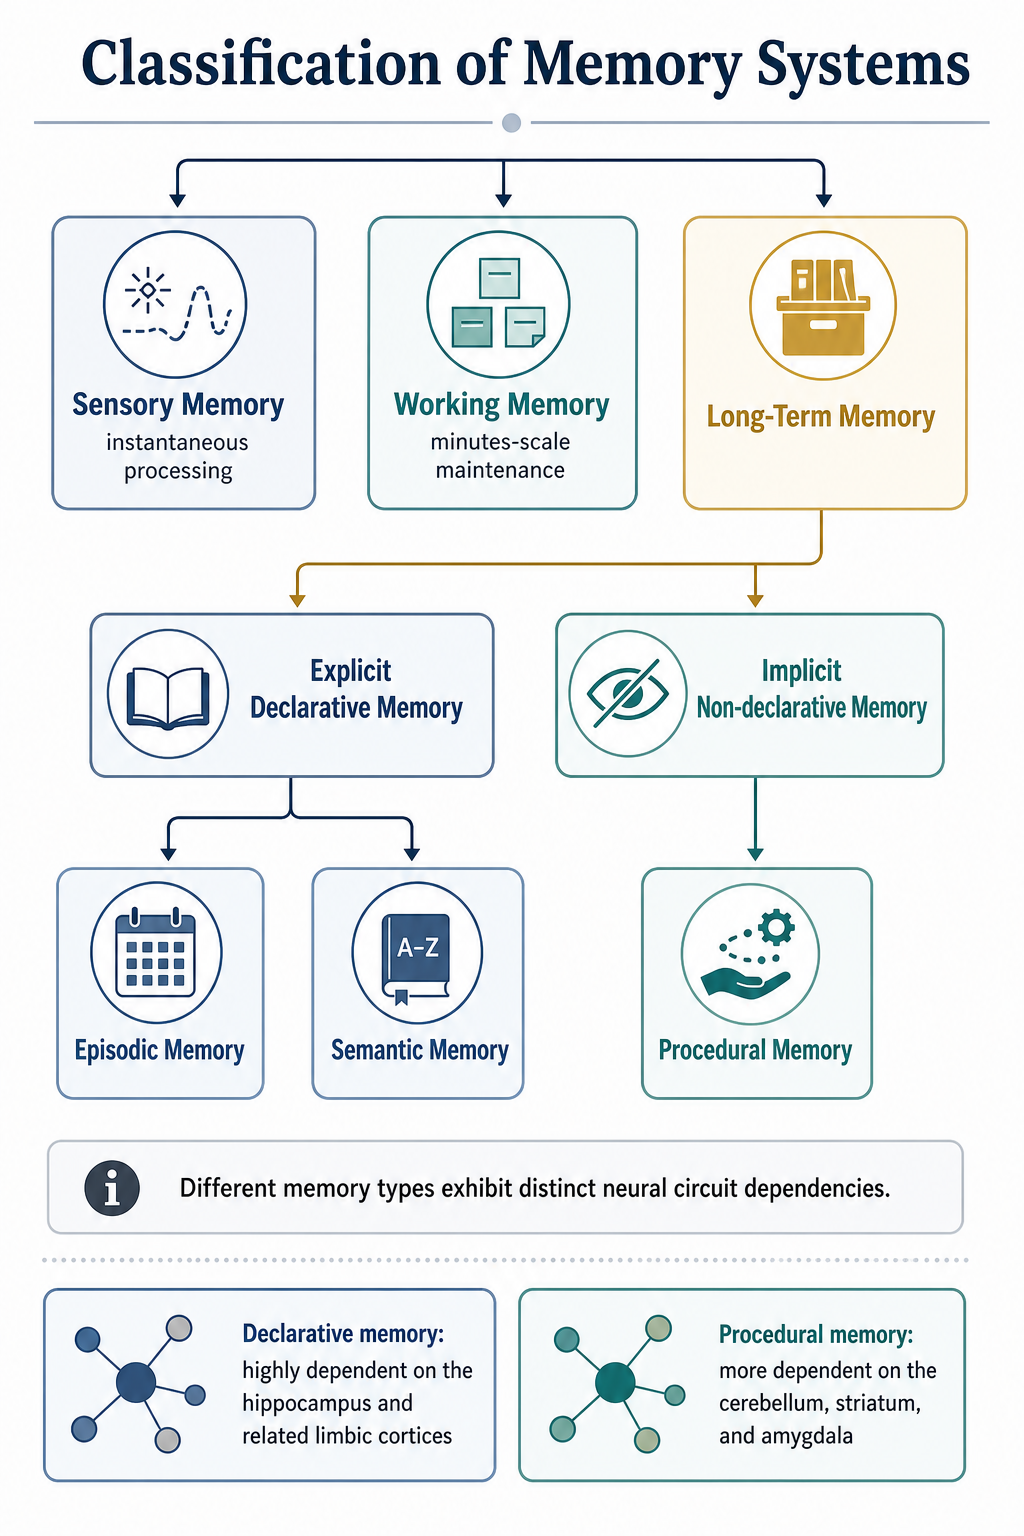 Classification of Memory Systems
Sensory Memory
instantaneous
processing
Working Memory
minutes-scale
maintenance
Long-Term Memory
Explicit
Declarative Memory
Implicit
Non-declarative Memory
A-Z
Episodic Memory
Semantic Memory
Procedural Memory
i
Different memory types exhibit distinct neural circuit dependencies.
Declarative memory:
highly dependent on the
hippocampus and
related limbic cortices
Procedural memory:
more dependent on the
cerebellum, striatum,
and amygdala